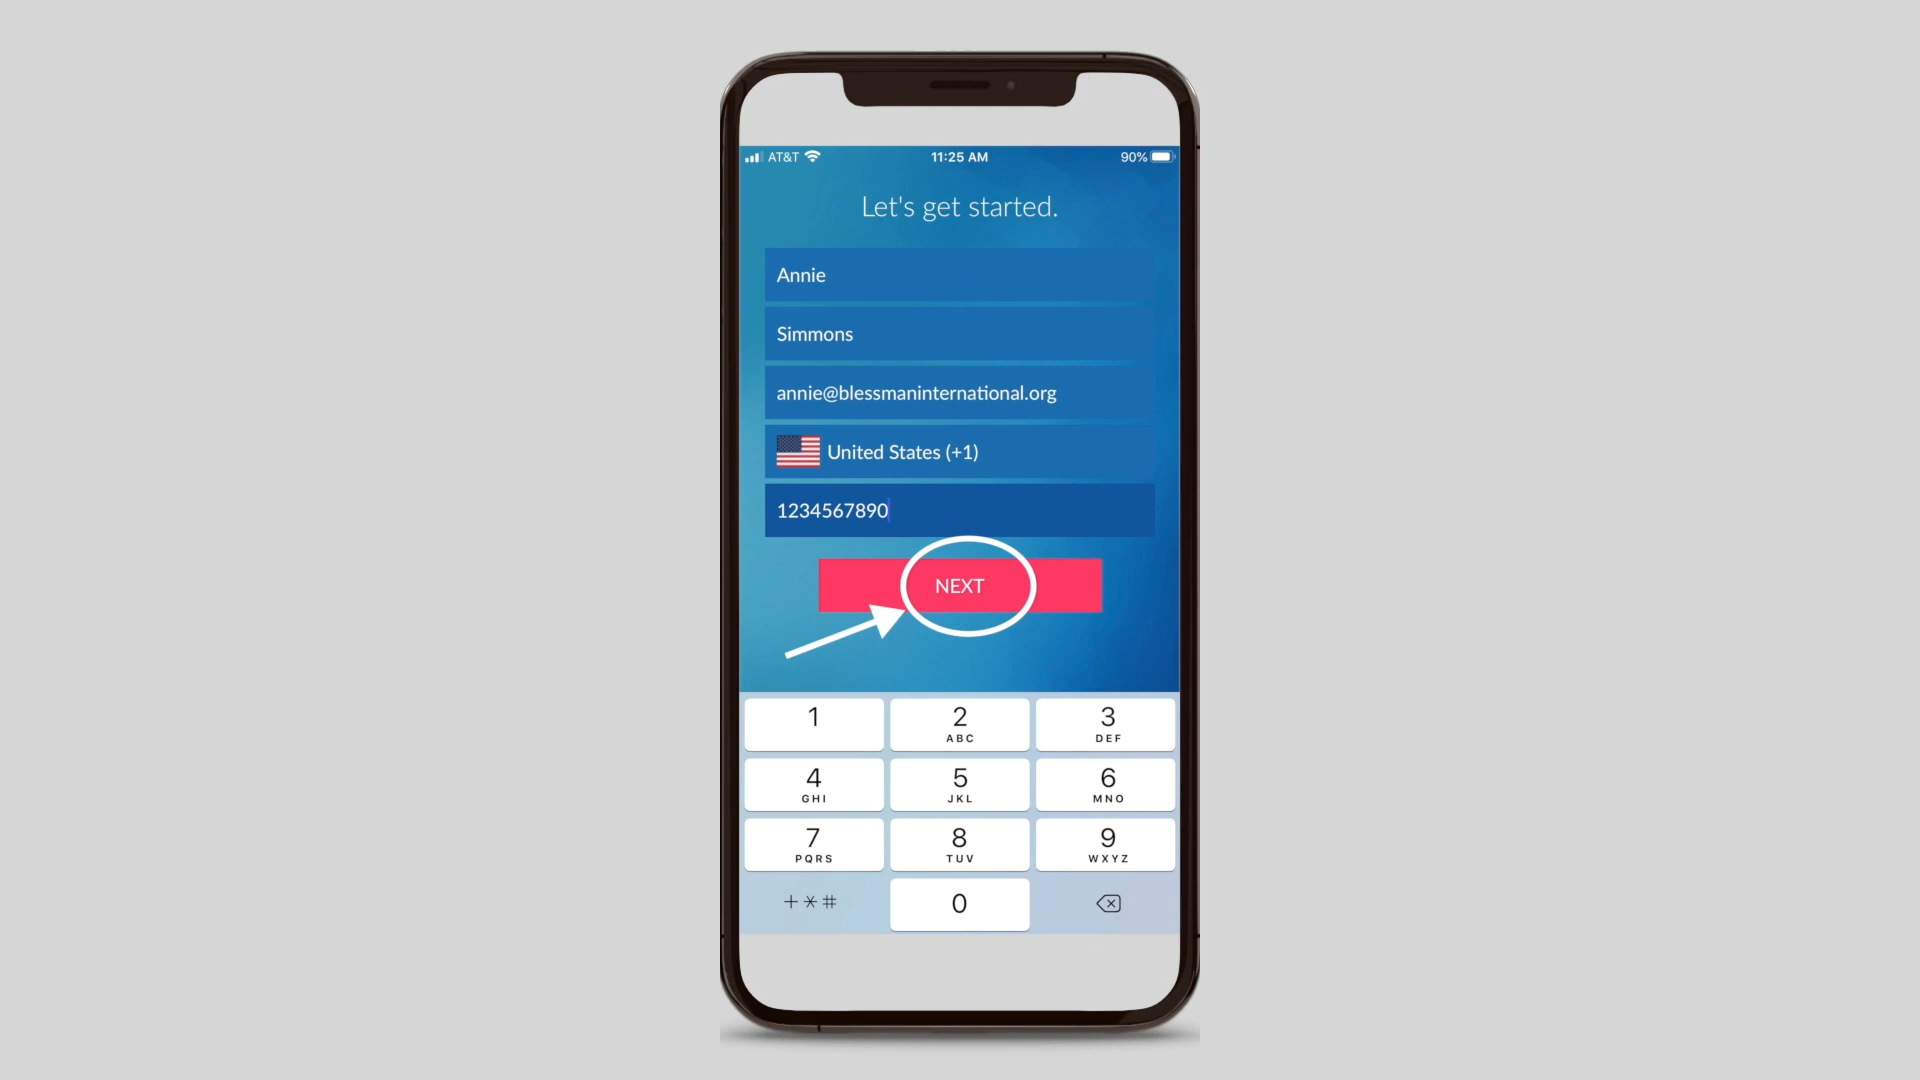 AT&T 11:25 AM 90%
Let's get started.
Annie
Simmons
annie@blessmaninternational.org
United States (+1)
1234567890
NEXT
1 2 3
ABC DEF
4 5 6
GHI JKL MNO
7 8 9
PQRS TUV WXYZ
+*# 0